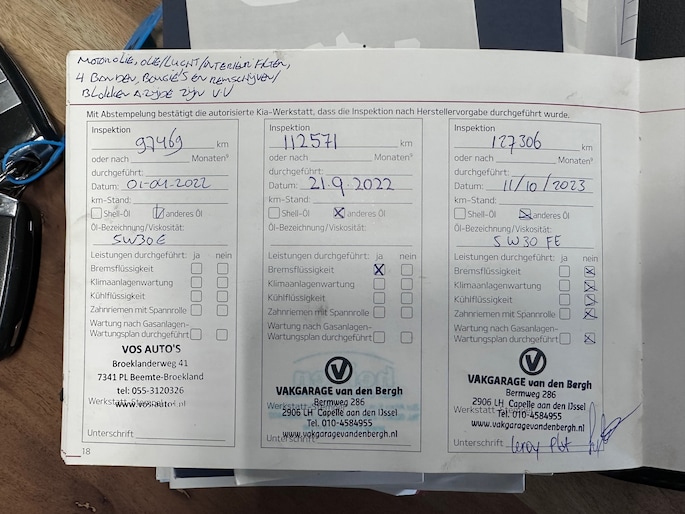 MOTOROLIE, OLIE/LUCHT/INTERIEUR FILTER,
4 BANDEN, BOUGIE'S EN REMSCHIJVEN/
BLOKKEN A-ZIJDE ZIJN V.V
Mit Abstempelung bestätigt die autorisierte Kia-Werkstatt, dass die Inspektion nach Herstellervorgabe durchgeführt wurde.
Inspektion
97469 km
oder nach Monaten⁹
durchgeführt:
Datum: 01-04-2022
km-Stand:
Shell-Öl anderes Öl
Öl-Bezeichnung/Viskosität:
5W30E
Leistungen durchgeführt: ja nein
Bremsflüssigkeit
Klimaanlagenwartung
Kühlflüssigkeit
Zahnriemen mit Spannrolle
Wartung nach Gasanlagen-
Wartungsplan durchgeführt
VOS AUTO'S
Broeklanderweg 41
7341 PL Beemte-Broekland
tel: 055-3120326
www.vos-autos.nl
Unterschrift
18
Inspektion
112571 km
oder nach Monaten⁹
durchgeführt:
Datum: 21-9-2022
km-Stand:
Shell-Öl X anderes Öl
Öl-Bezeichnung/Viskosität:
Leistungen durchgeführt: ja nein
Bremsflüssigkeit X
Klimaanlagenwartung
Kühlflüssigkeit
Zahnriemen mit Spannrolle
Wartung nach Gasanlagen-
Wartungsplan durchgeführt
V
VAKGARAGE van den Bergh
Bermweg 286
2906 LH Capelle aan den IJssel
Tel. 010-4584955
www.vakgaragevandenbergh.nl
Unterschrift
Inspektion
127306 km
oder nach Monaten⁹
durchgeführt:
Datum: 11/10/2023
km-Stand:
Shell-Öl X anderes Öl
Öl-Bezeichnung/Viskosität:
5W30 FE
Leistungen durchgeführt: ja nein
Bremsflüssigkeit X
Klimaanlagenwartung X
Kühlflüssigkeit X
Zahnriemen mit Spannrolle X
Wartung nach Gasanlagen-
Wartungsplan durchgeführt X
V
VAKGARAGE van den Bergh
Bermweg 286
2906 LH Capelle aan den IJssel
Tel. 010-4584955
www.vakgaragevandenbergh.nl
Unterschrift Leroy